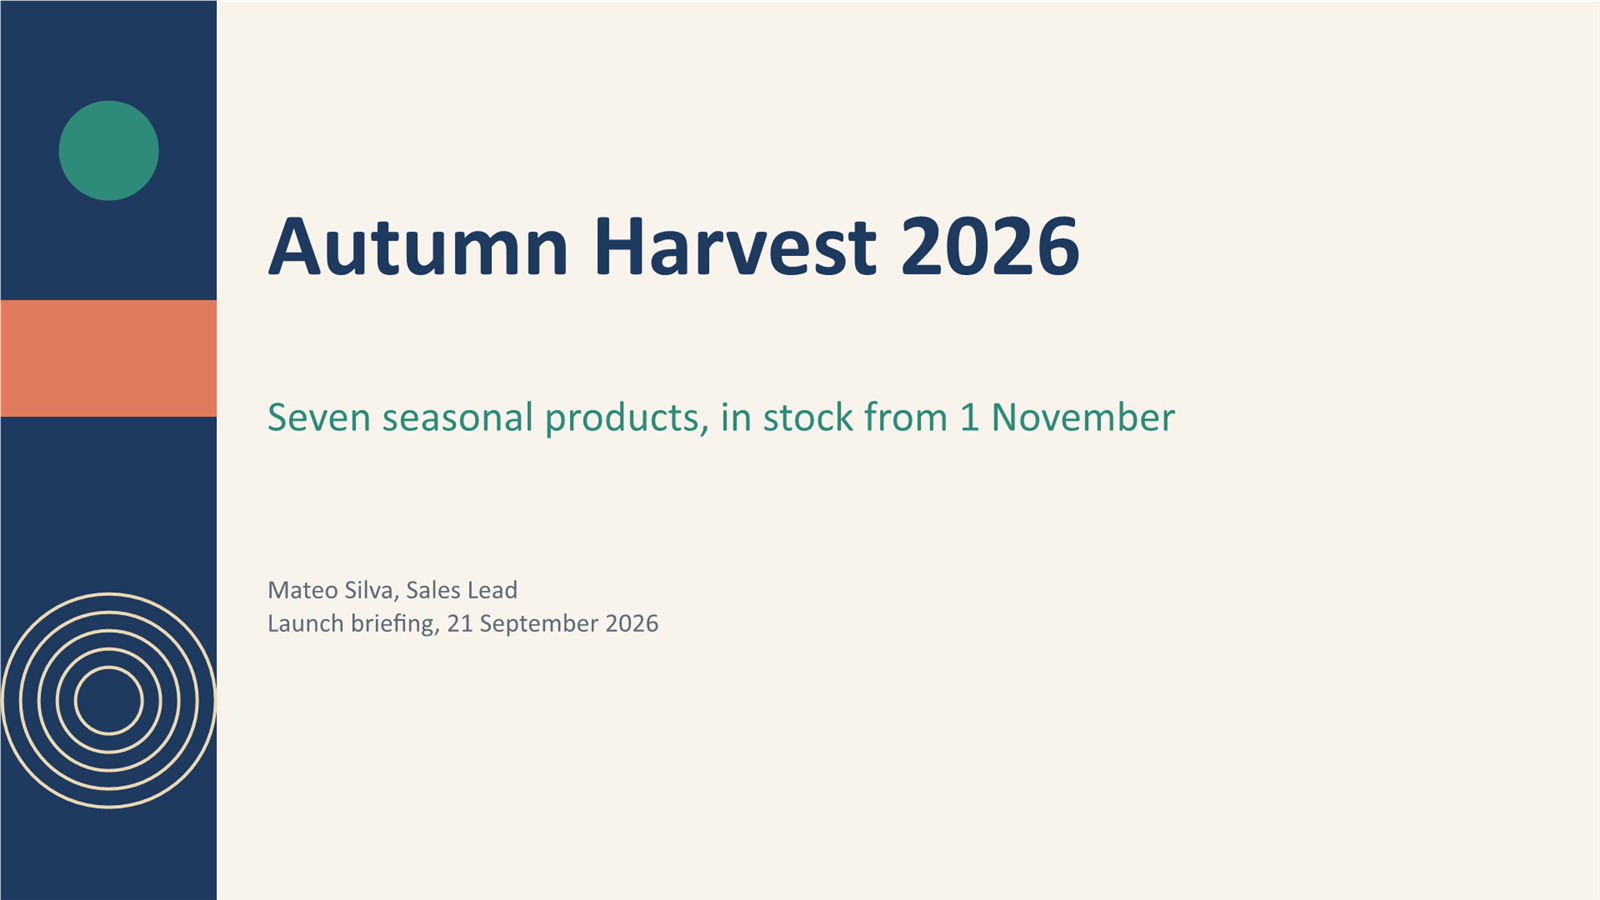 Autumn Harvest 2026
Seven seasonal products, in stock from 1 November
Mateo Silva, Sales Lead
Launch briefing, 21 September 2026